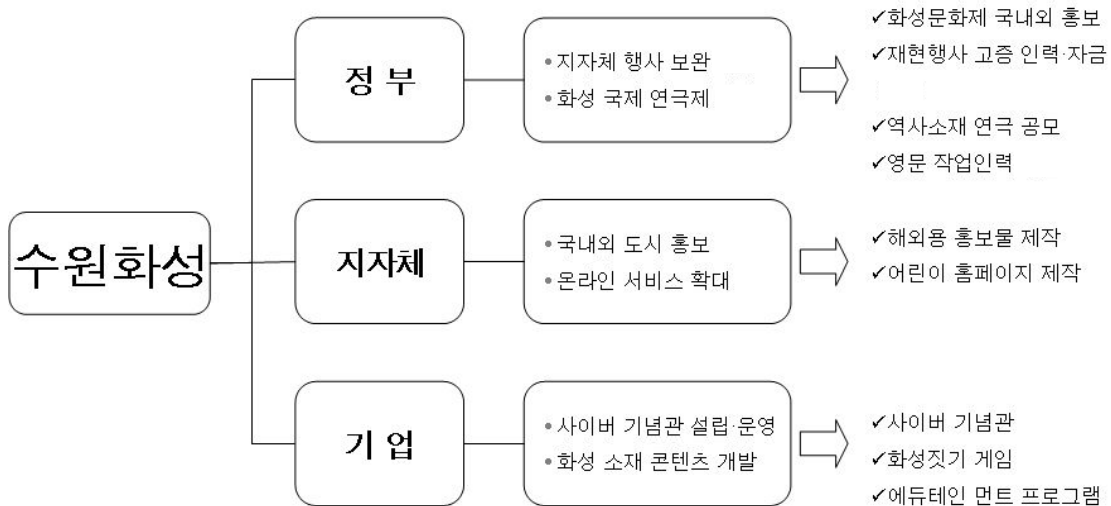 수원화성
정 부
• 지자체 행사 보완
• 화성 국제 연극제
✓화성문화제 국내외 홍보
✓재현행사 고증 인력·자금
✓역사소재 연극 공모
✓영문 작업인력
지자체
• 국내외 도시 홍보
• 온라인 서비스 확대
✓해외용 홍보물 제작
✓어린이 홈페이지 제작
기 업
• 사이버 기념관 설립·운영
• 화성 소재 콘텐츠 개발
✓사이버 기념관
✓화성짓기 게임
✓에듀테인 먼트 프로그램